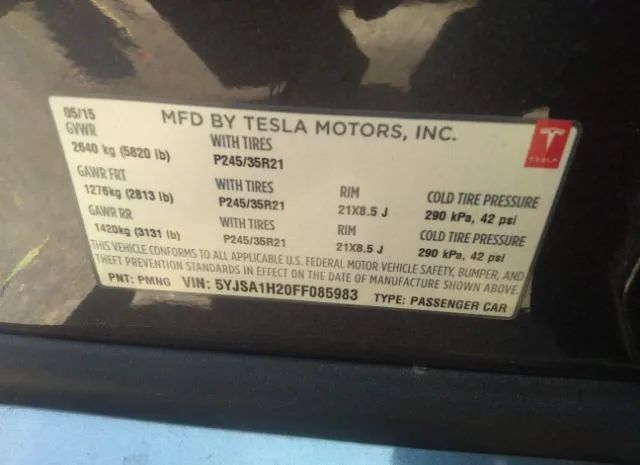 05/15
MFD BY TESLA MOTORS, INC.
GVWR
2640 kg (5820 lb)
WITH TIRES
P245/35R21
TESLA
GAWR FRT
1276kg (2813 lb)
WITH TIRES
P245/35R21
RIM
21X8.5 J
COLD TIRE PRESSURE
290 kPa, 42 psi
GAWR RR
1420kg (3131 lb)
WITH TIRES
P245/35R21
RIM
21X8.5 J
COLD TIRE PRESSURE
290 kPa, 42 psi
THIS VEHICLE CONFORMS TO ALL APPLICABLE U.S. FEDERAL MOTOR VEHICLE SAFETY, BUMPER, AND
THEFT PREVENTION STANDARDS IN EFFECT ON THE DATE OF MANUFACTURE SHOWN ABOVE.
PNT: PMNG VIN: 5YJSA1H20FF085983 TYPE: PASSENGER CAR